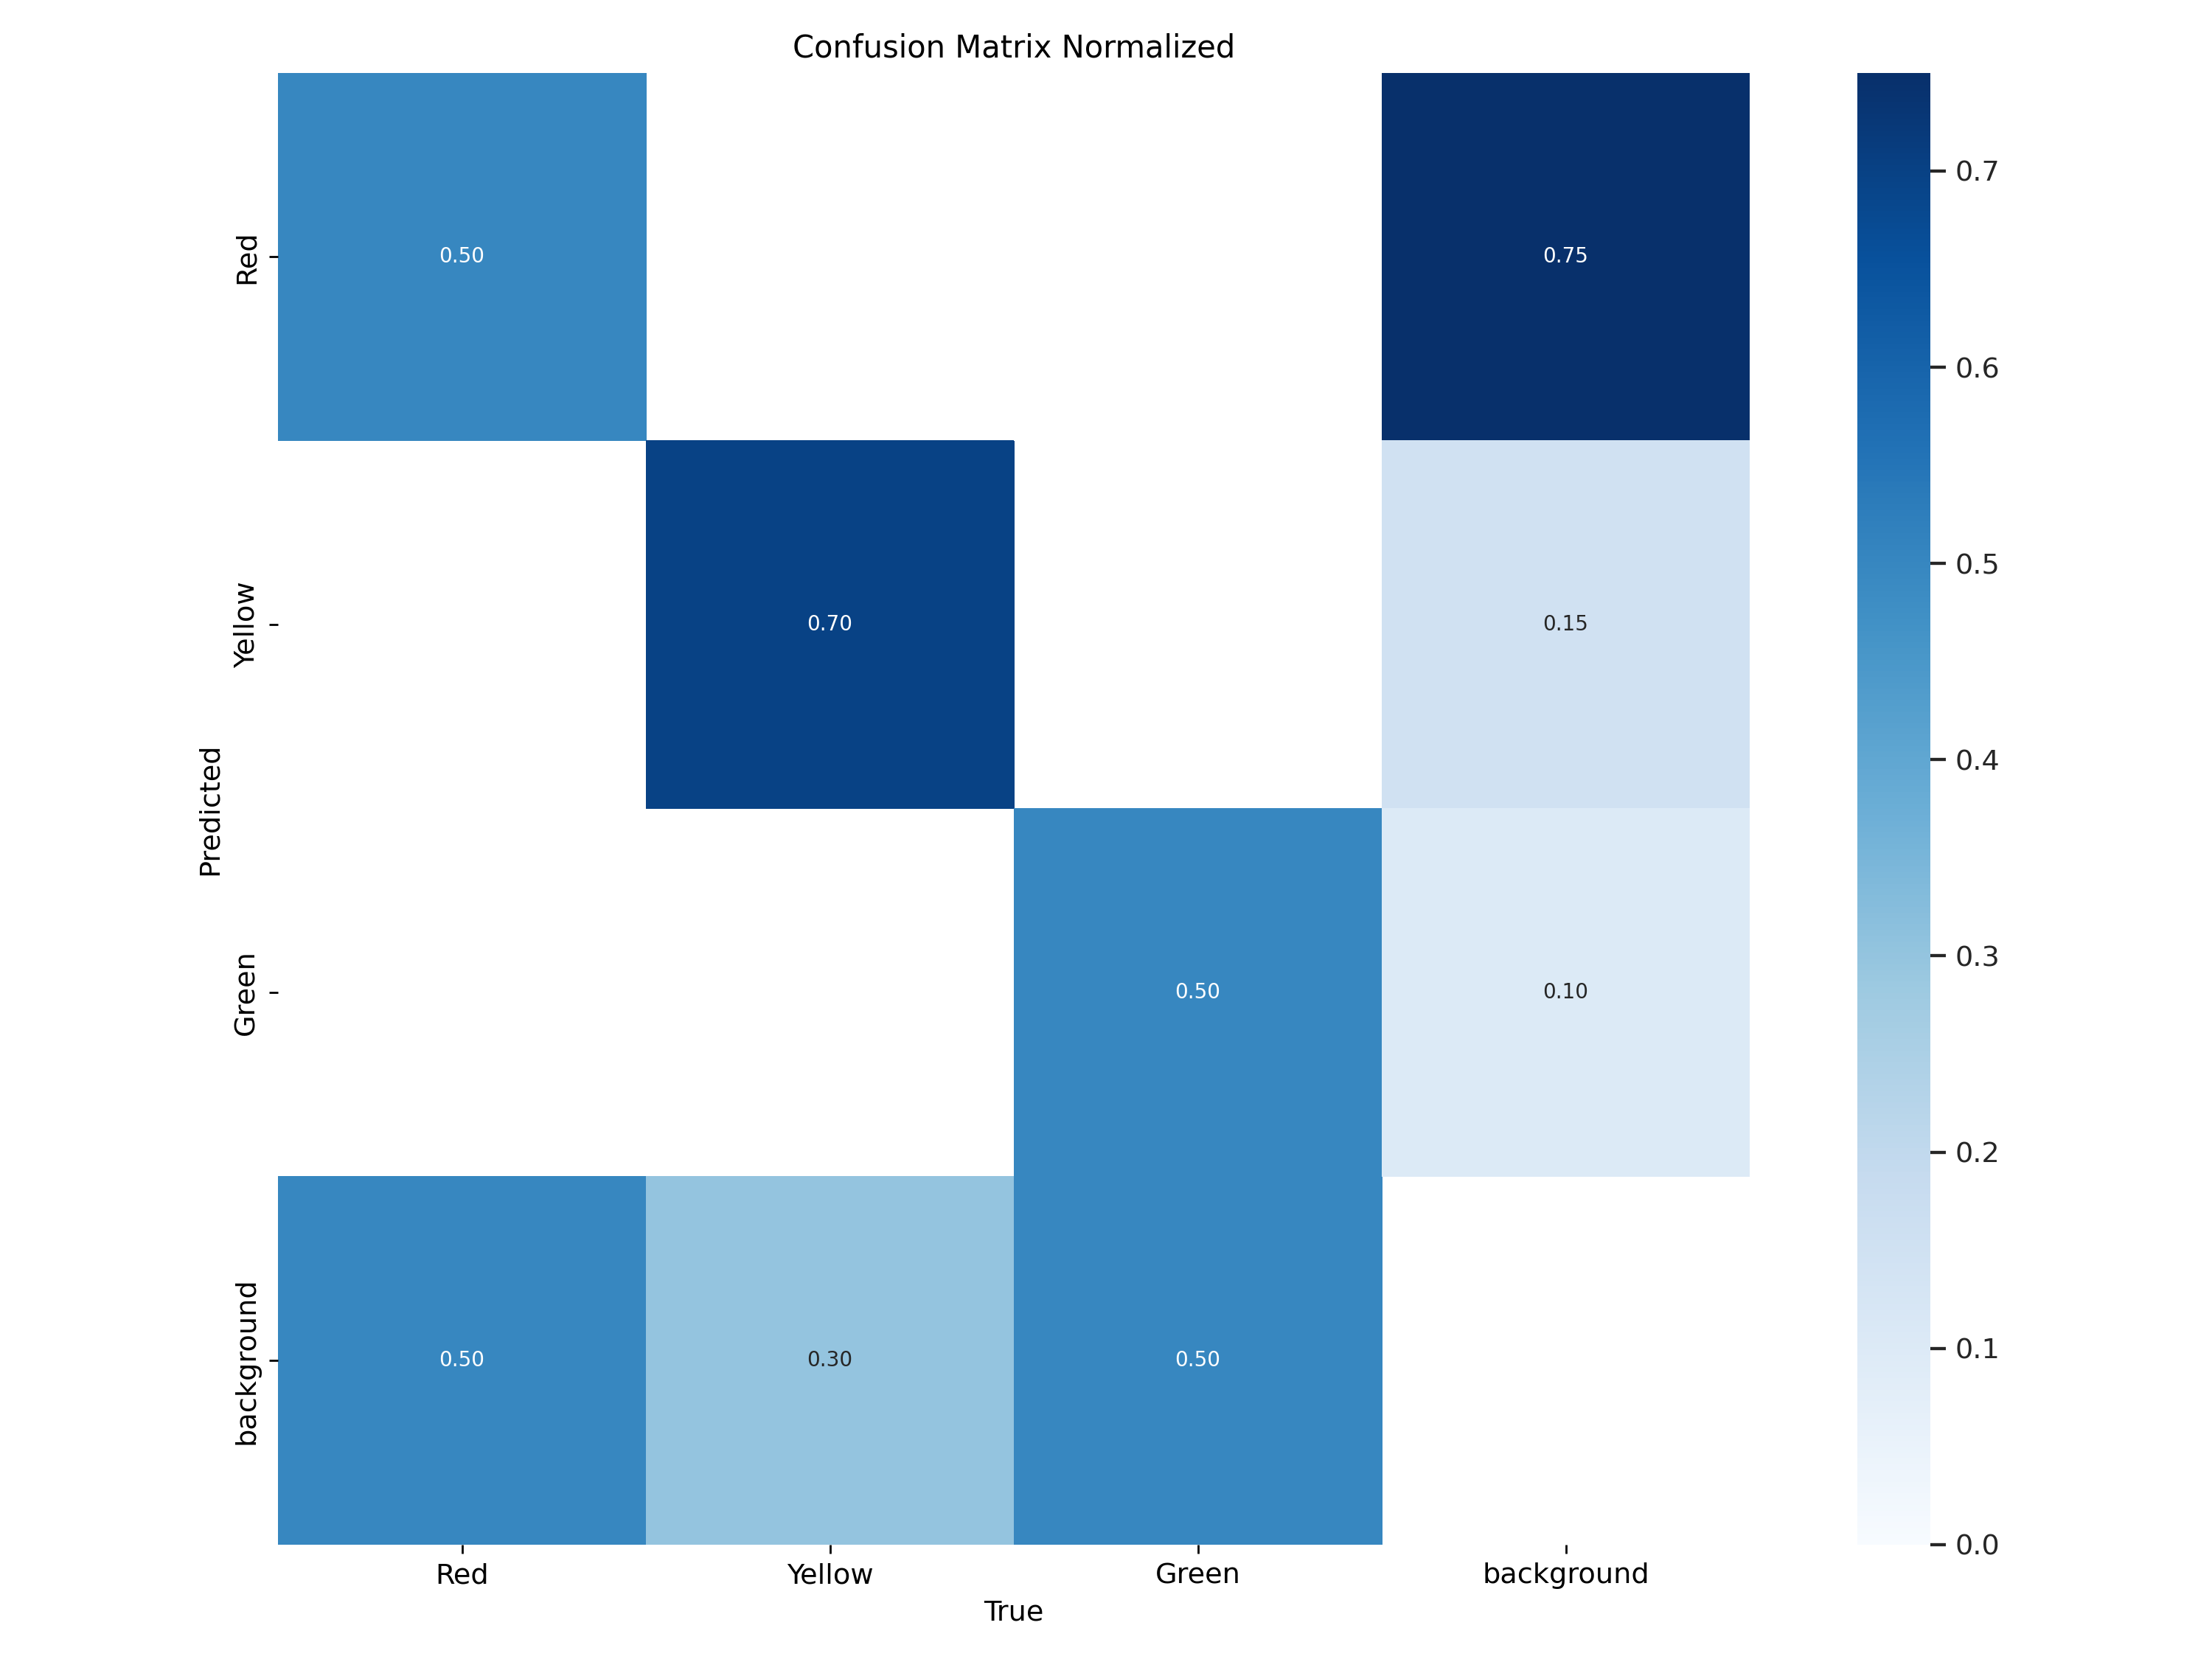 Confusion Matrix Normalized
Red
0.50
0.75
0.7
0.6
Yellow
0.70
0.15
0.5
0.4
Predicted
Green
0.50
0.10
0.3
0.2
background
0.50
0.30
0.50
0.1
0.0
Red
Yellow
Green
background
True